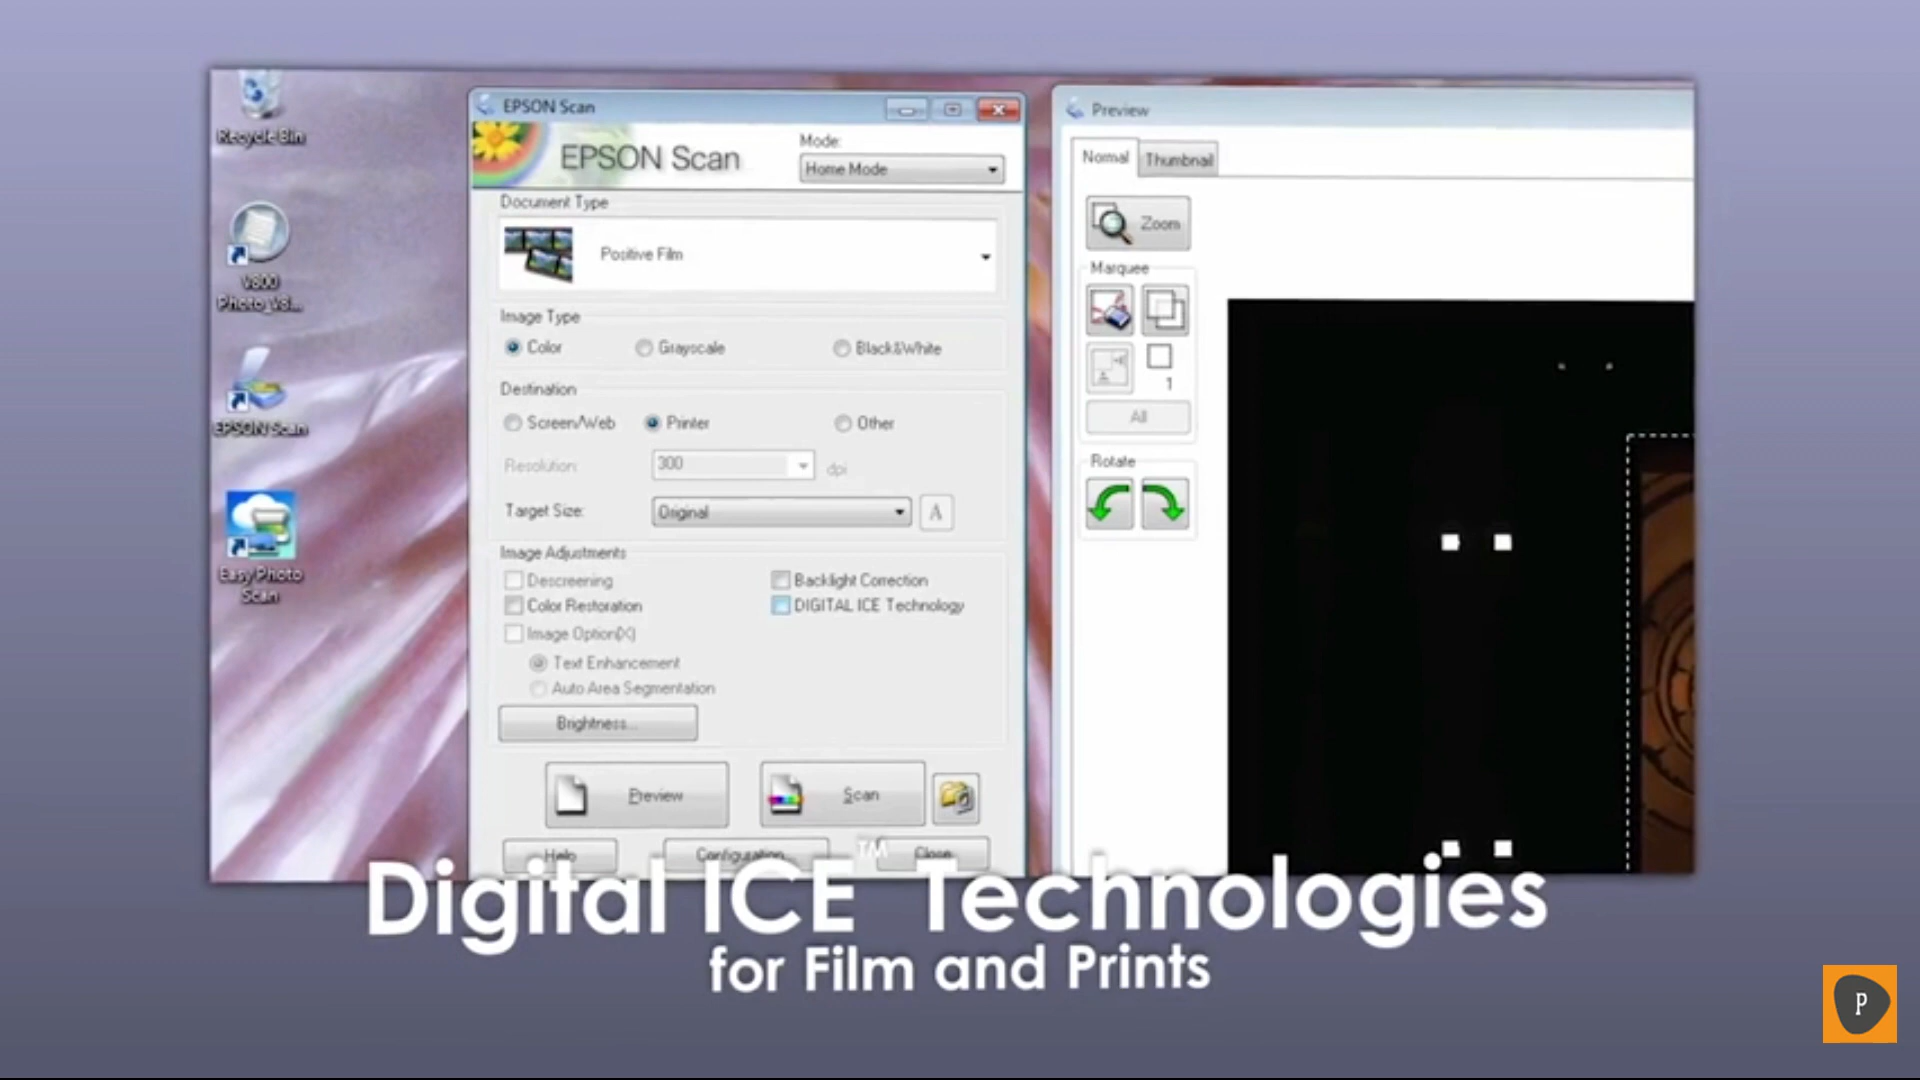 Recycle Bin
V800
Photo_V8...
EPSON Scan
Easy Photo
Scan
EPSON Scan
EPSON Scan
Mode:
Home Mode
Document Type
Positive Film
Image Type
Color
Grayscale
Black&White
Destination
Screen/Web
Printer
Other
Resolution:
300
dpi
Target Size:
Original
A
Image Adjustments
Descreening
Backlight Correction
Color Restoration
DIGITAL ICE Technology
Image Option(X)
Text Enhancement
Auto Area Segmentation
Brightness...
Preview
Scan
Help
Configuration...
Close
Preview
Normal
Thumbnail
Zoom
Marquee
1
All
Rotate
Digital ICE™ Technologies
for Film and Prints
P